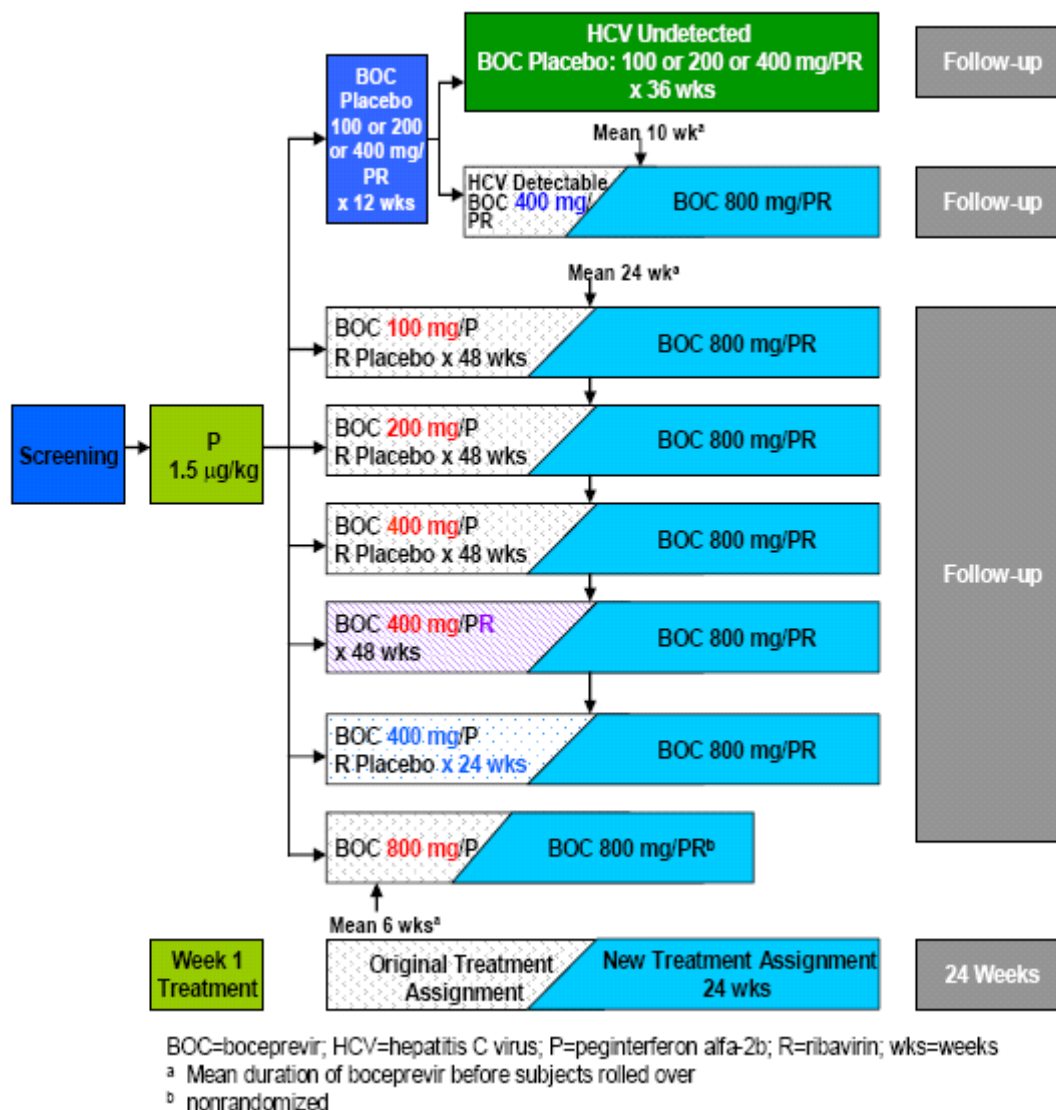 HCV Undetected
BOC Placebo: 100 or 200 or 400 mg/PR
x 36 wks
Follow-up
BOC
Placebo
100 or 200
or 400 mg/
PR
x 12 wks
Mean 10 wkª
HCV Detectable
BOC 400 mg/
PR
BOC 800 mg/PR
Follow-up
Mean 24 wkª
BOC 100 mg/P
R Placebo x 48 wks
BOC 800 mg/PR
BOC 200 mg/P
R Placebo x 48 wks
BOC 800 mg/PR
Screening
P
1.5 μg/kg
BOC 400 mg/P
R Placebo x 48 wks
BOC 800 mg/PR
Follow-up
BOC 400 mg/PR
x 48 wks
BOC 800 mg/PR
BOC 400 mg/P
R Placebo x 24 wks
BOC 800 mg/PR
BOC 800 mg/P
BOC 800 mg/PRᵇ
Mean 6 wksª
Week 1
Treatment
Original Treatment
Assignment
New Treatment Assignment
24 wks
24 Weeks
BOC=boceprevir; HCV=hepatitis C virus; P=peginterferon alfa-2b; R=ribavirin; wks=weeks
ª Mean duration of boceprevir before subjects rolled over
ᵇ nonrandomized